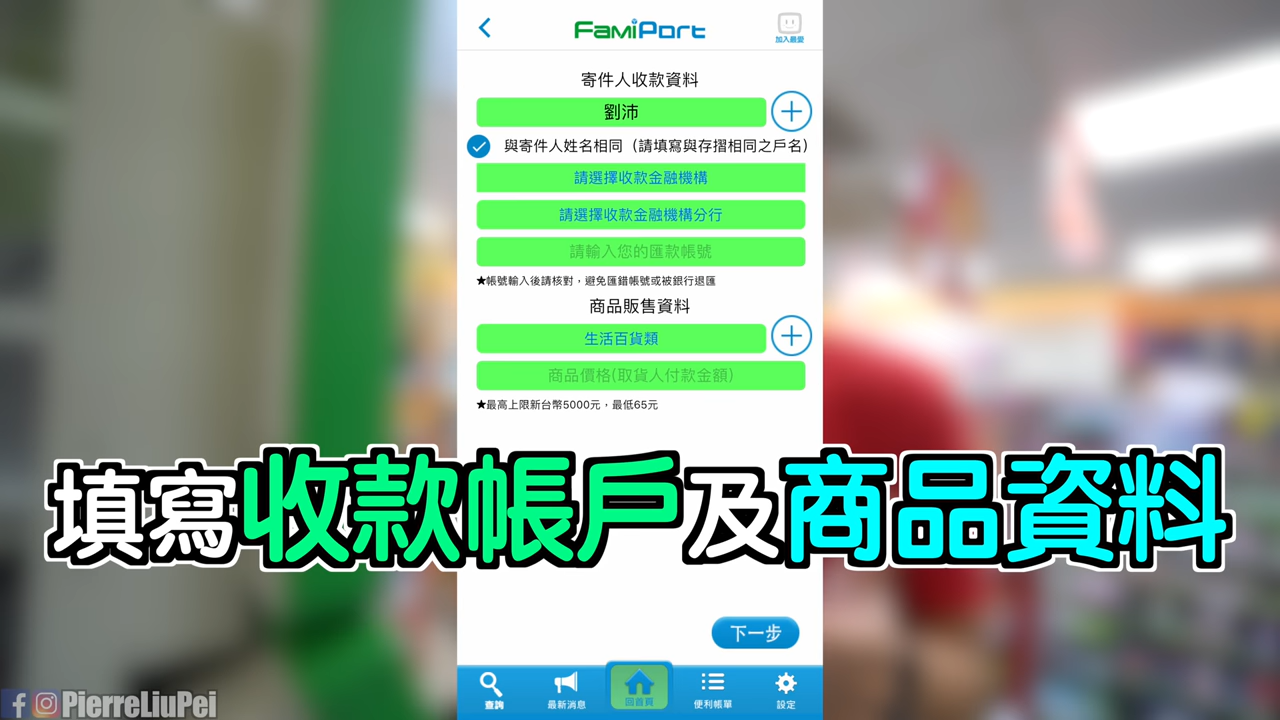 FamiPort
加入最愛
寄件人收款資料
劉沛
與寄件人姓名相同（請填寫與存摺相同之戶名）
請選擇收款金融機構
請選擇收款金融機構分行
請輸入您的匯款帳號
★帳號輸入後請核對，避免匯錯帳號或被銀行退匯
商品販售資料
生活百貨類
商品價格(取貨人付款金額)
★最高上限新台幣5000元，最低65元
填寫收款帳戶及商品資料
下一步
查詢
最新消息
回首頁
便利帳單
設定
PierreLiuPei